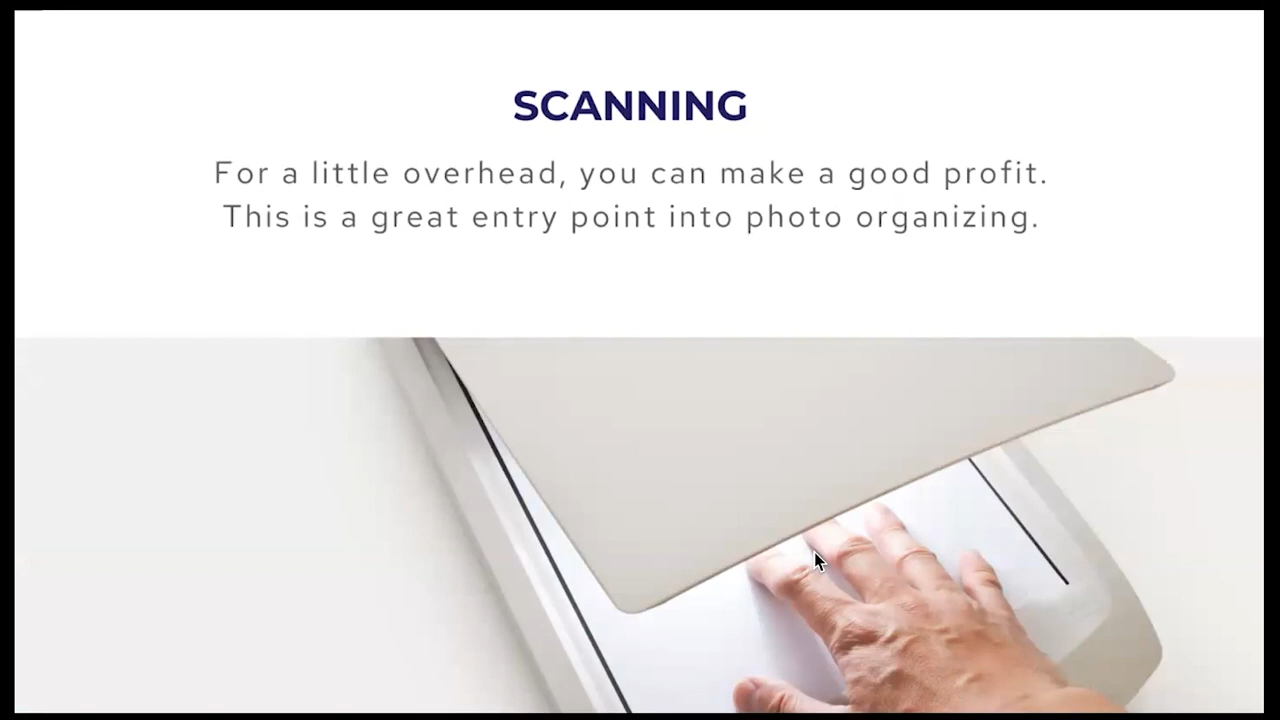 SCANNING
For a little overhead, you can make a good profit.
This is a great entry point into photo organizing.